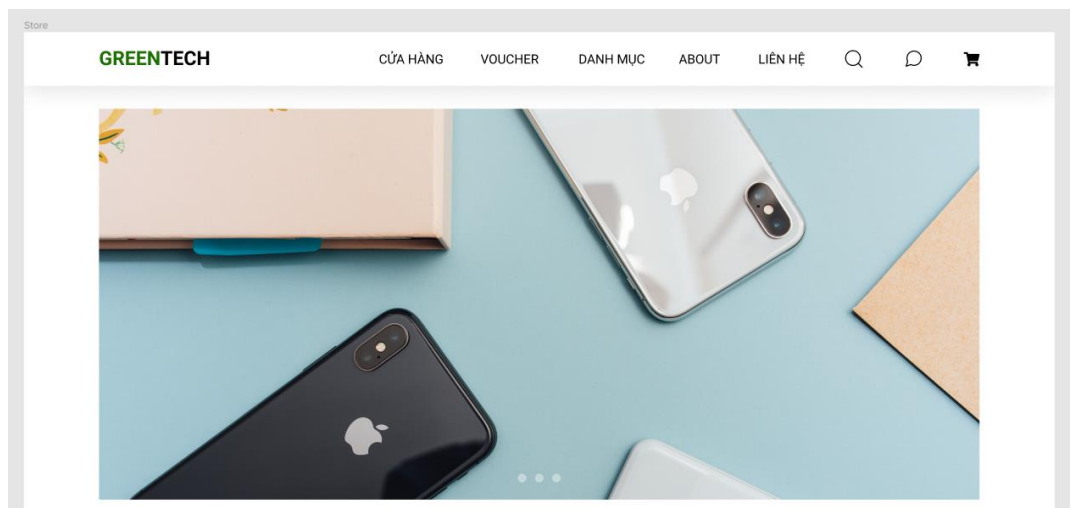 Store
GREENTECH CỬA HÀNG VOUCHER DANH MỤC ABOUT LIÊN HỆ